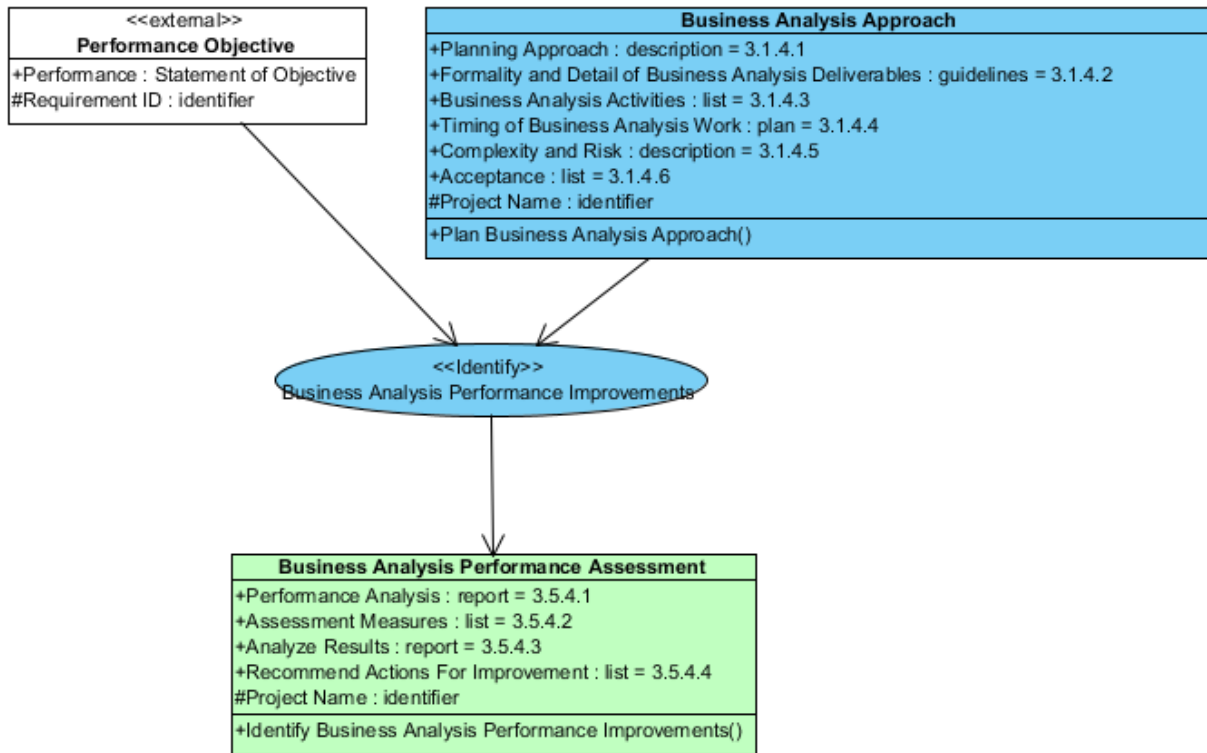 <<external>>
Performance Objective
+Performance : Statement of Objective
#Requirement ID : identifier
Business Analysis Approach
+Planning Approach : description = 3.1.4.1
+Formality and Detail of Business Analysis Deliverables : guidelines = 3.1.4.2
+Business Analysis Activities : list = 3.1.4.3
+Timing of Business Analysis Work : plan = 3.1.4.4
+Complexity and Risk : description = 3.1.4.5
+Acceptance : list = 3.1.4.6
#Project Name : identifier
+Plan Business Analysis Approach()
<<Identify>>
Business Analysis Performance Improvements
Business Analysis Performance Assessment
+Performance Analysis : report = 3.5.4.1
+Assessment Measures : list = 3.5.4.2
+Analyze Results : report = 3.5.4.3
+Recommend Actions For Improvement : list = 3.5.4.4
#Project Name : identifier
+Identify Business Analysis Performance Improvements()